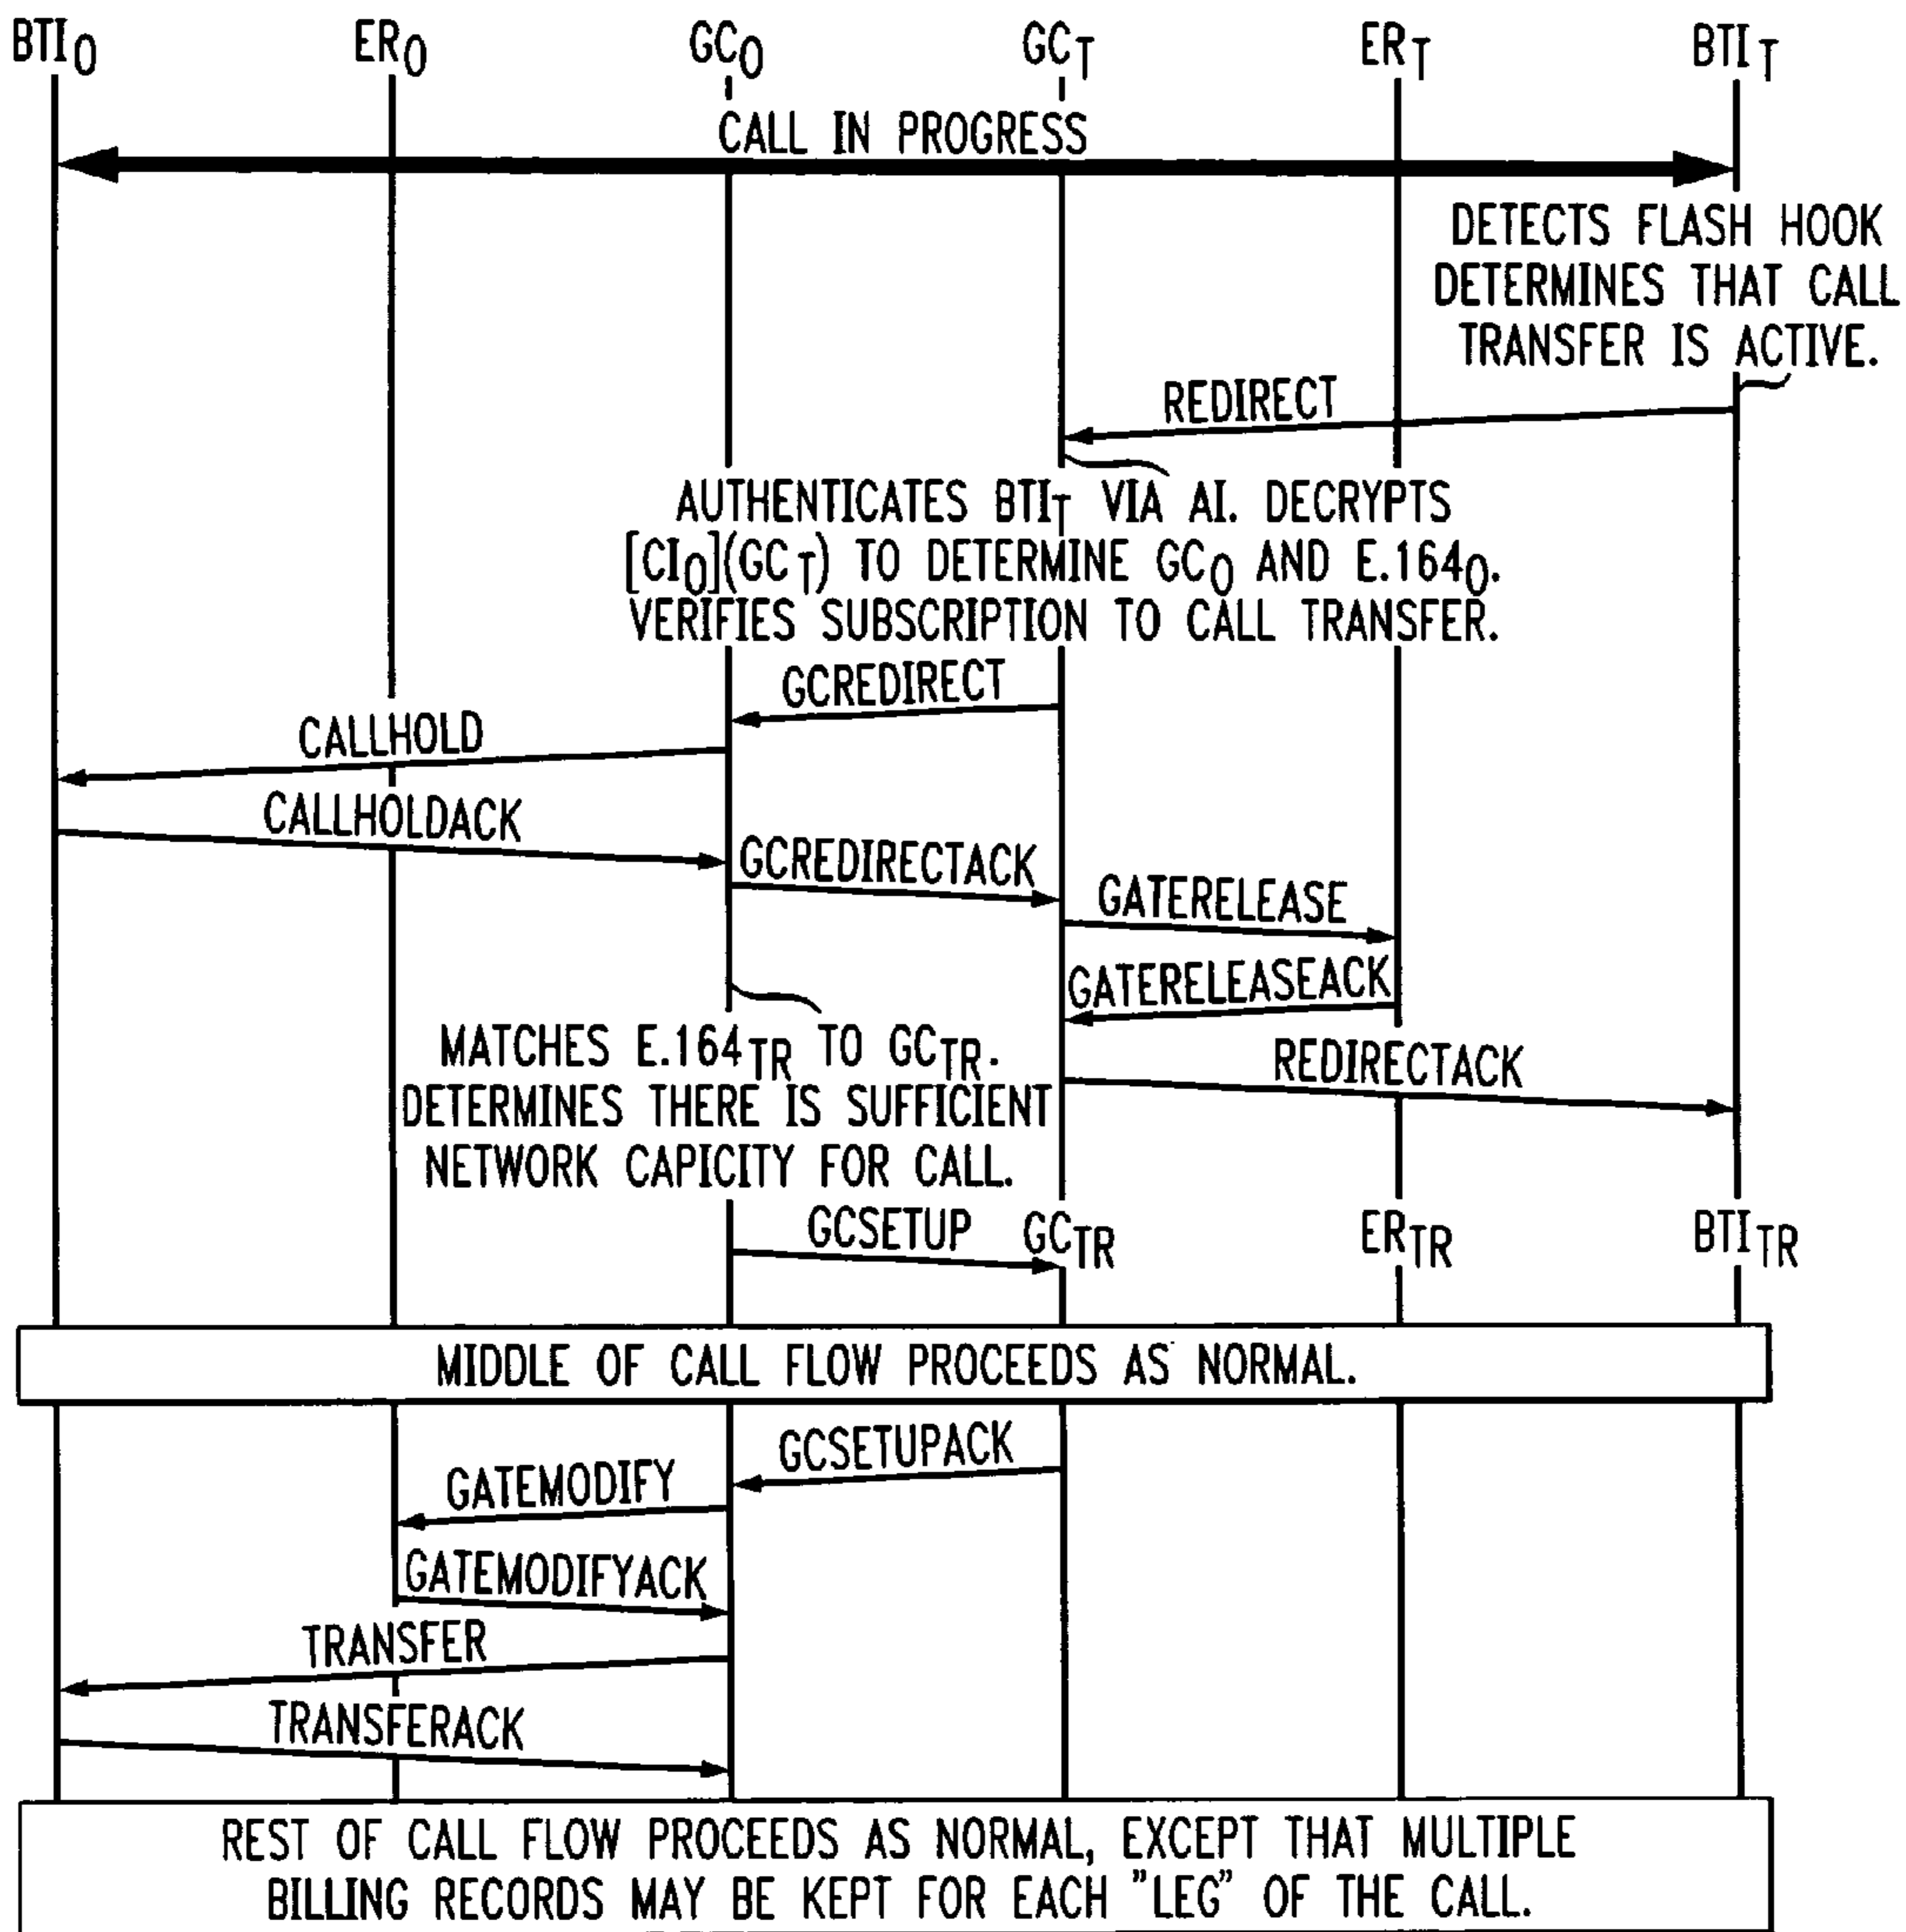 BTIO ERO GCO GCT ERT BTIT
CALL IN PROGRESS
DETECTS FLASH HOOK
DETERMINES THAT CALL
TRANSFER IS ACTIVE.
REDIRECT
AUTHENTICATES BTIT VIA AI. DECRYPTS
[CIO](GCT) TO DETERMINE GCO AND E.164O.
VERIFIES SUBSCRIPTION TO CALL TRANSFER.
GCREDIRECT
CALLHOLD
CALLHOLDACK
GCREDIRECTACK
GATERELEASE
GATERELEASEACK
MATCHES E.164TR TO GCTR.
DETERMINES THERE IS SUFFICIENT
NETWORK CAPICITY FOR CALL.
REDIRECTACK
GCSETUP
GCTR ERTR BTITR
MIDDLE OF CALL FLOW PROCEEDS AS NORMAL.
GCSETUPACK
GATEMODIFY
GATEMODIFYACK
TRANSFER
TRANSFERACK
REST OF CALL FLOW PROCEEDS AS NORMAL, EXCEPT THAT MULTIPLE
BILLING RECORDS MAY BE KEPT FOR EACH "LEG" OF THE CALL.